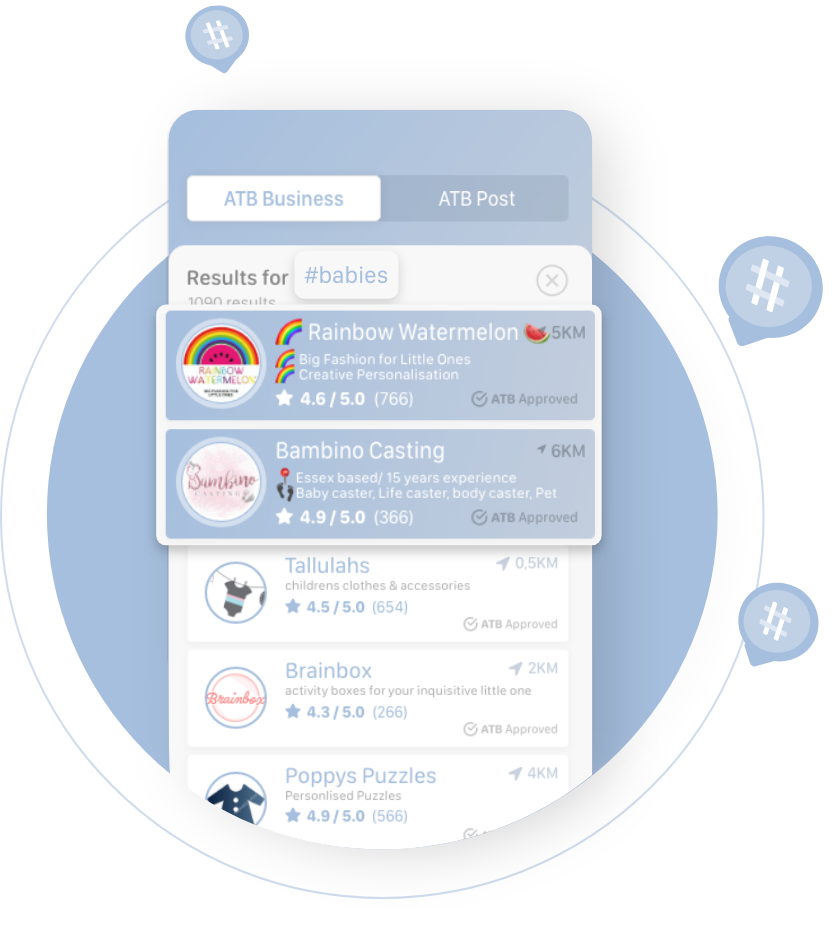 #
ATB Business
ATB Post
Results for #babies
1090 results
🌈 Rainbow Watermelon 🍉 5KM
RAINBOW
WATERMELON
LITTLE ONES
🌈 Big Fashion for Little Ones
🌈 Creative Personalisation
4.6 / 5.0 (766)
ATB Approved
Bambino Casting
6KM
Bambino
CASTING
📍 Essex based/ 15 years experience
👣 Baby caster, Life caster, body caster, Pet
4.9 / 5.0 (366)
ATB Approved
#
Tallulahs
0,5KM
childrens clothes & accessories
4.5 / 5.0 (654)
ATB Approved
#
Brainbox
2KM
Brainbox
activity boxes for your inquisitive little one
4.3 / 5.0 (266)
ATB Approved
Poppys Puzzles
4KM
Personlised Puzzles
4.9 / 5.0 (566)